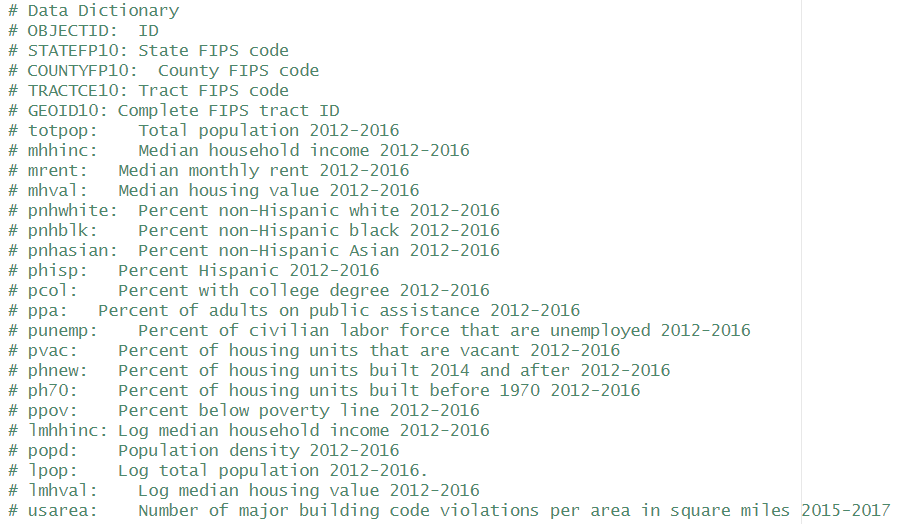 # Data Dictionary
# OBJECTID:  ID
# STATEFP10: State FIPS code
# COUNTYFP10:  County FIPS code
# TRACTCE10: Tract FIPS code
# GEOID10: Complete FIPS tract ID
# totpop:    Total population 2012-2016
# mhhinc:    Median household income 2012-2016
# mrent:   Median monthly rent 2012-2016
# mhval:   Median housing value 2012-2016
# pnhwhite:  Percent non-Hispanic white 2012-2016
# pnhblk:    Percent non-Hispanic black 2012-2016
# pnhasian:  Percent non-Hispanic Asian 2012-2016
# phisp:   Percent Hispanic 2012-2016
# pcol:    Percent with college degree 2012-2016
# ppa:   Percent of adults on public assistance 2012-2016
# punemp:    Percent of civilian labor force that are unemployed 2012-2016
# pvac:    Percent of housing units that are vacant 2012-2016
# phnew:   Percent of housing units built 2014 and after 2012-2016
# ph70:    Percent of housing units built before 1970 2012-2016
# ppov:    Percent below poverty line 2012-2016
# lmhhinc: Log median household income 2012-2016
# popd:    Population density 2012-2016
# lpop:    Log total population 2012-2016.
# lmhval:    Log median housing value 2012-2016
# usarea:    Number of major building code violations per area in square miles 2015-2017